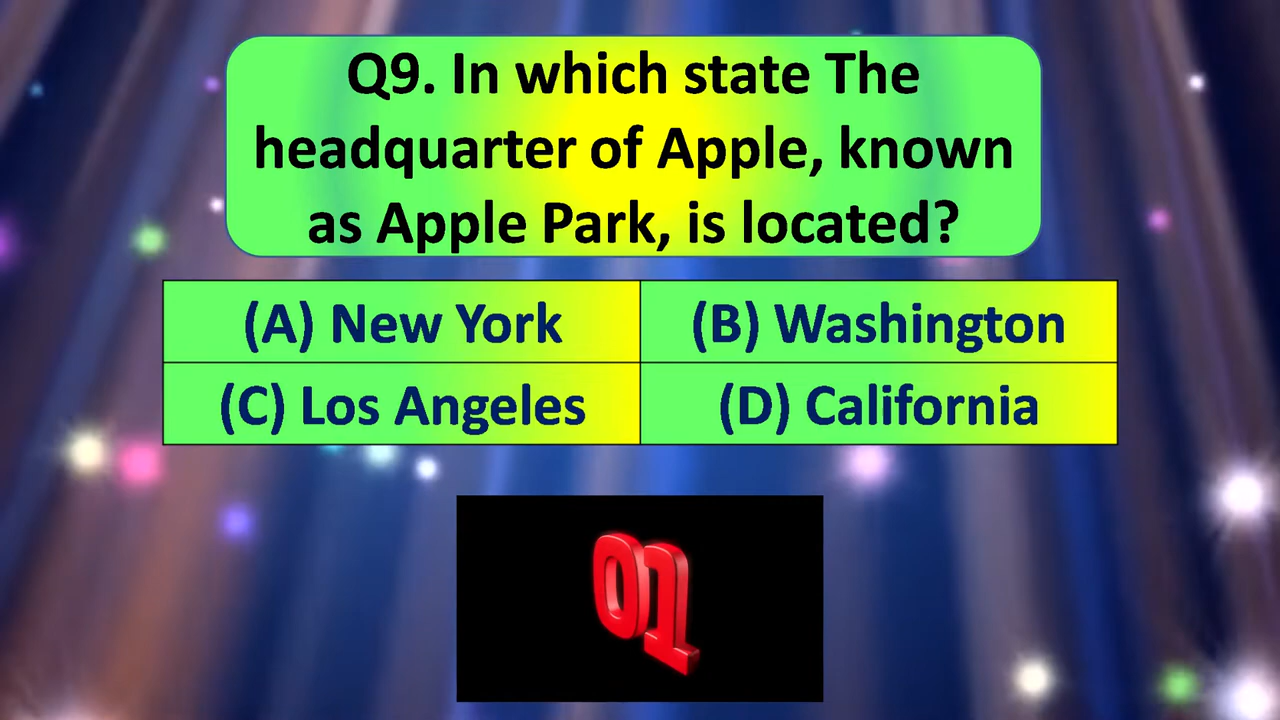 Q9. In which state The
headquarter of Apple, known
as Apple Park, is located?
(A) New York
(B) Washington
(C) Los Angeles
(D) California
01